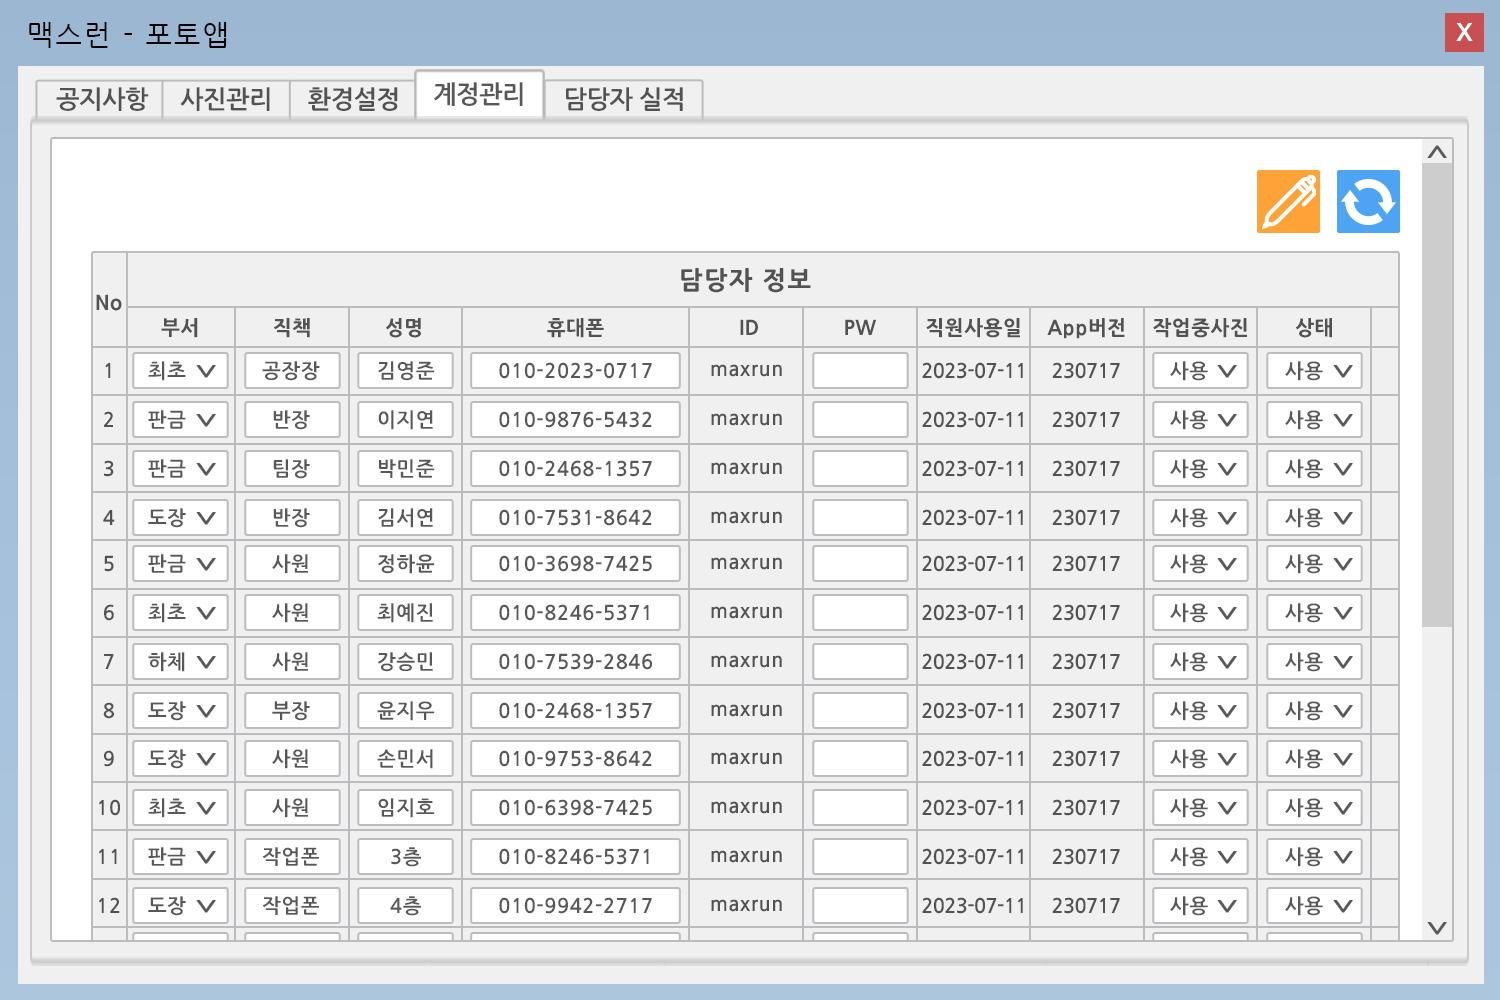 맥스런 - 포토앱
X
공지사항 사진관리 환경설정 계정관리 담당자 실적
No 담당자 정보
부서 직책 성명 휴대폰 ID PW 직원사용일 App버전 작업중사진 상태
1 최초 공장장 김영준 010-2023-0717 maxrun 2023-07-11 230717 사용 사용
2 판금 반장 이지연 010-9876-5432 maxrun 2023-07-11 230717 사용 사용
3 판금 팀장 박민준 010-2468-1357 maxrun 2023-07-11 230717 사용 사용
4 도장 반장 김서연 010-7531-8642 maxrun 2023-07-11 230717 사용 사용
5 판금 사원 정하윤 010-3698-7425 maxrun 2023-07-11 230717 사용 사용
6 최초 사원 최예진 010-8246-5371 maxrun 2023-07-11 230717 사용 사용
7 하체 사원 강승민 010-7539-2846 maxrun 2023-07-11 230717 사용 사용
8 도장 부장 윤지우 010-2468-1357 maxrun 2023-07-11 230717 사용 사용
9 도장 사원 손민서 010-9753-8642 maxrun 2023-07-11 230717 사용 사용
10 최초 사원 임지호 010-6398-7425 maxrun 2023-07-11 230717 사용 사용
11 판금 작업폰 3층 010-8246-5371 maxrun 2023-07-11 230717 사용 사용
12 도장 작업폰 4층 010-9942-2717 maxrun 2023-07-11 230717 사용 사용